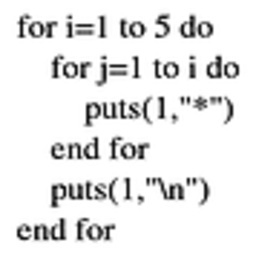 for i=1 to 5 do
    for j=1 to i do
        puts(1,"*")
    end for
    puts(1,"\n")
end for